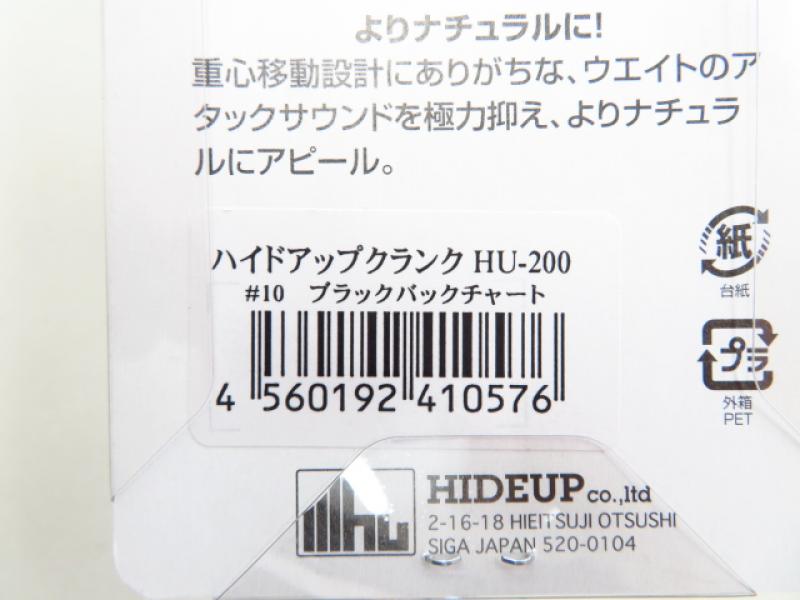 よりナチュラルに!
重心移動設計にありがちな、ウエイトのア
タックサウンドを極力抑え、よりナチュラ
ルにアピール。
紙
台紙
ハイドアップクランク HU-200
#10 ブラックバックチャート
4 560192 410576
プラ
外箱
PET
HIDEUP co.,ltd
2-16-18 HIEITSUJI OTSUSHI
SIGA JAPAN 520-0104